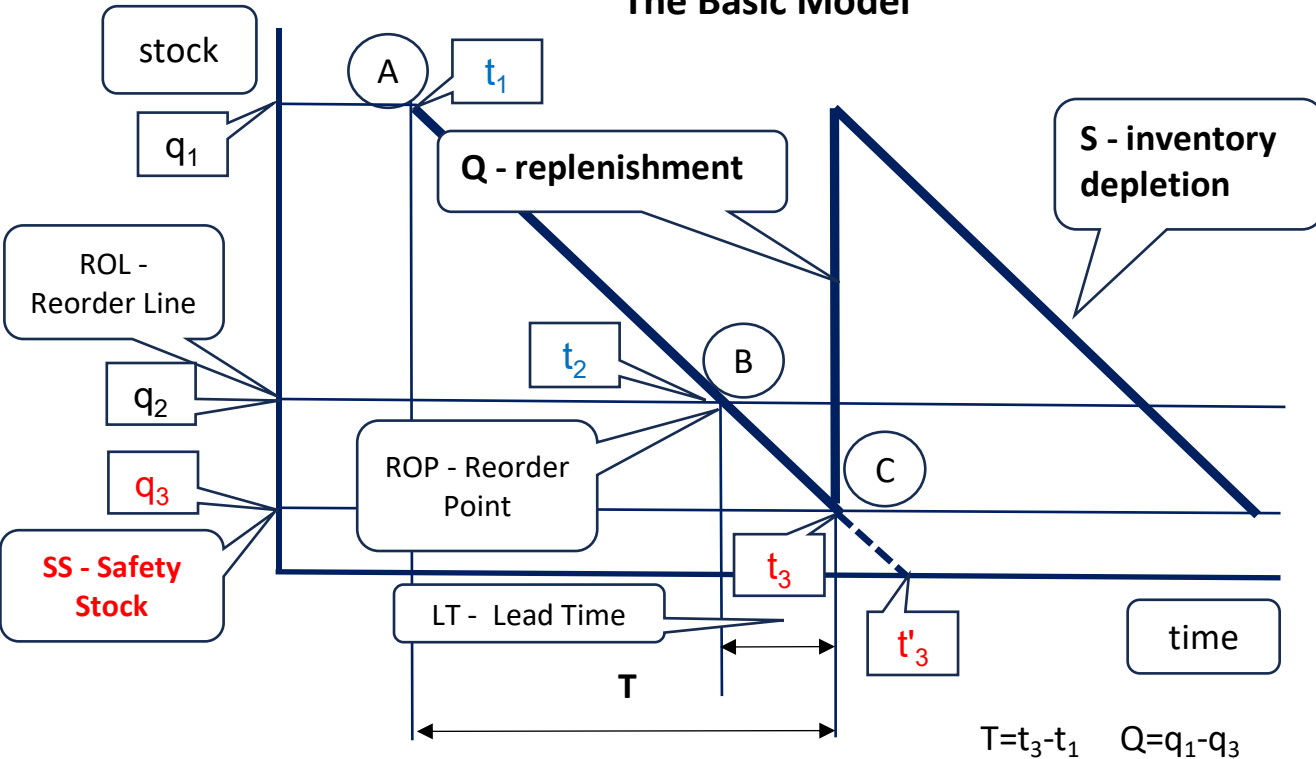 The Basic Model
stock
A
t₁
q₁
Q - replenishment
S - inventory
depletion
ROL -
Reorder Line
t₂
B
q₂
ROP - Reorder
Point
C
q₃
SS - Safety
Stock
t₃
LT - Lead Time
t'₃
time
T
T=t₃-t₁ Q=q₁-q₃